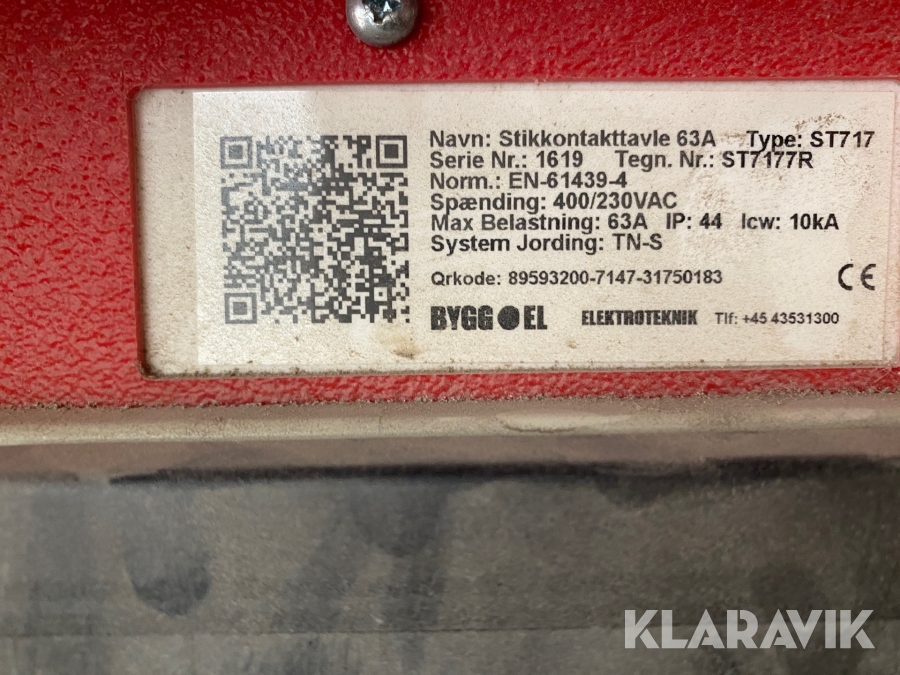 Navn: Stikkontakttavle 63A Type: ST717
Serie Nr.: 1619 Tegn. Nr.: ST7177R
Norm.: EN-61439-4
Spænding: 400/230VAC
Max Belastning: 63A IP: 44 Icw: 10kA
System Jording: TN-S
Qrkode: 89593200-7147-31750183
CE
BYGG EL ELEKTROTEKNIK Tlf: +45 43531300
KLARAVIK